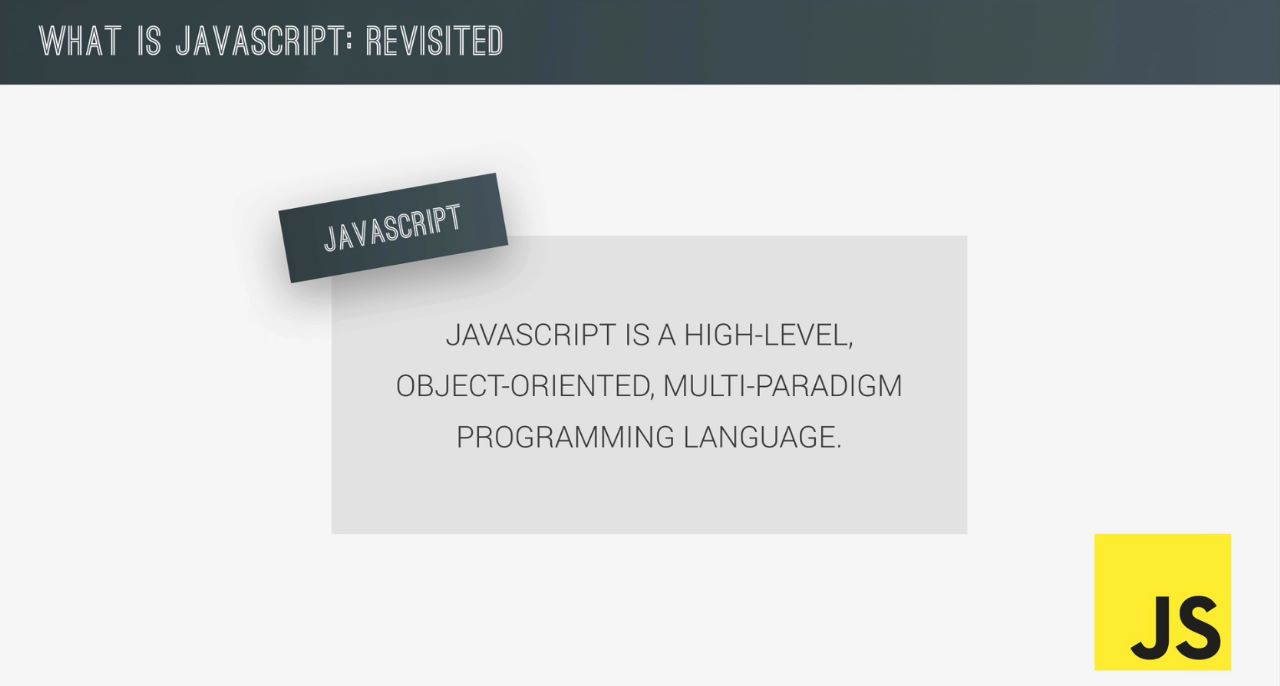 WHAT IS JAVASCRIPT: REVISITED
JAVASCRIPT
JAVASCRIPT IS A HIGH-LEVEL,
OBJECT-ORIENTED, MULTI-PARADIGM
PROGRAMMING LANGUAGE.
JS